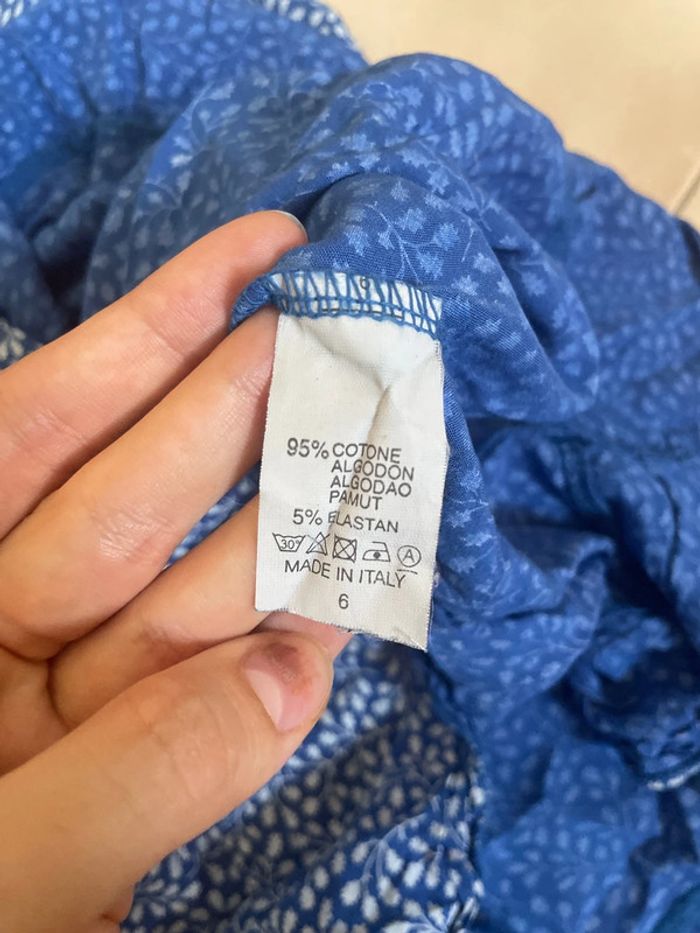 95% COTONE
ALGODÓN
ALGODAO
PAMUT
5% ELASTAN
30° A
MADE IN ITALY
6